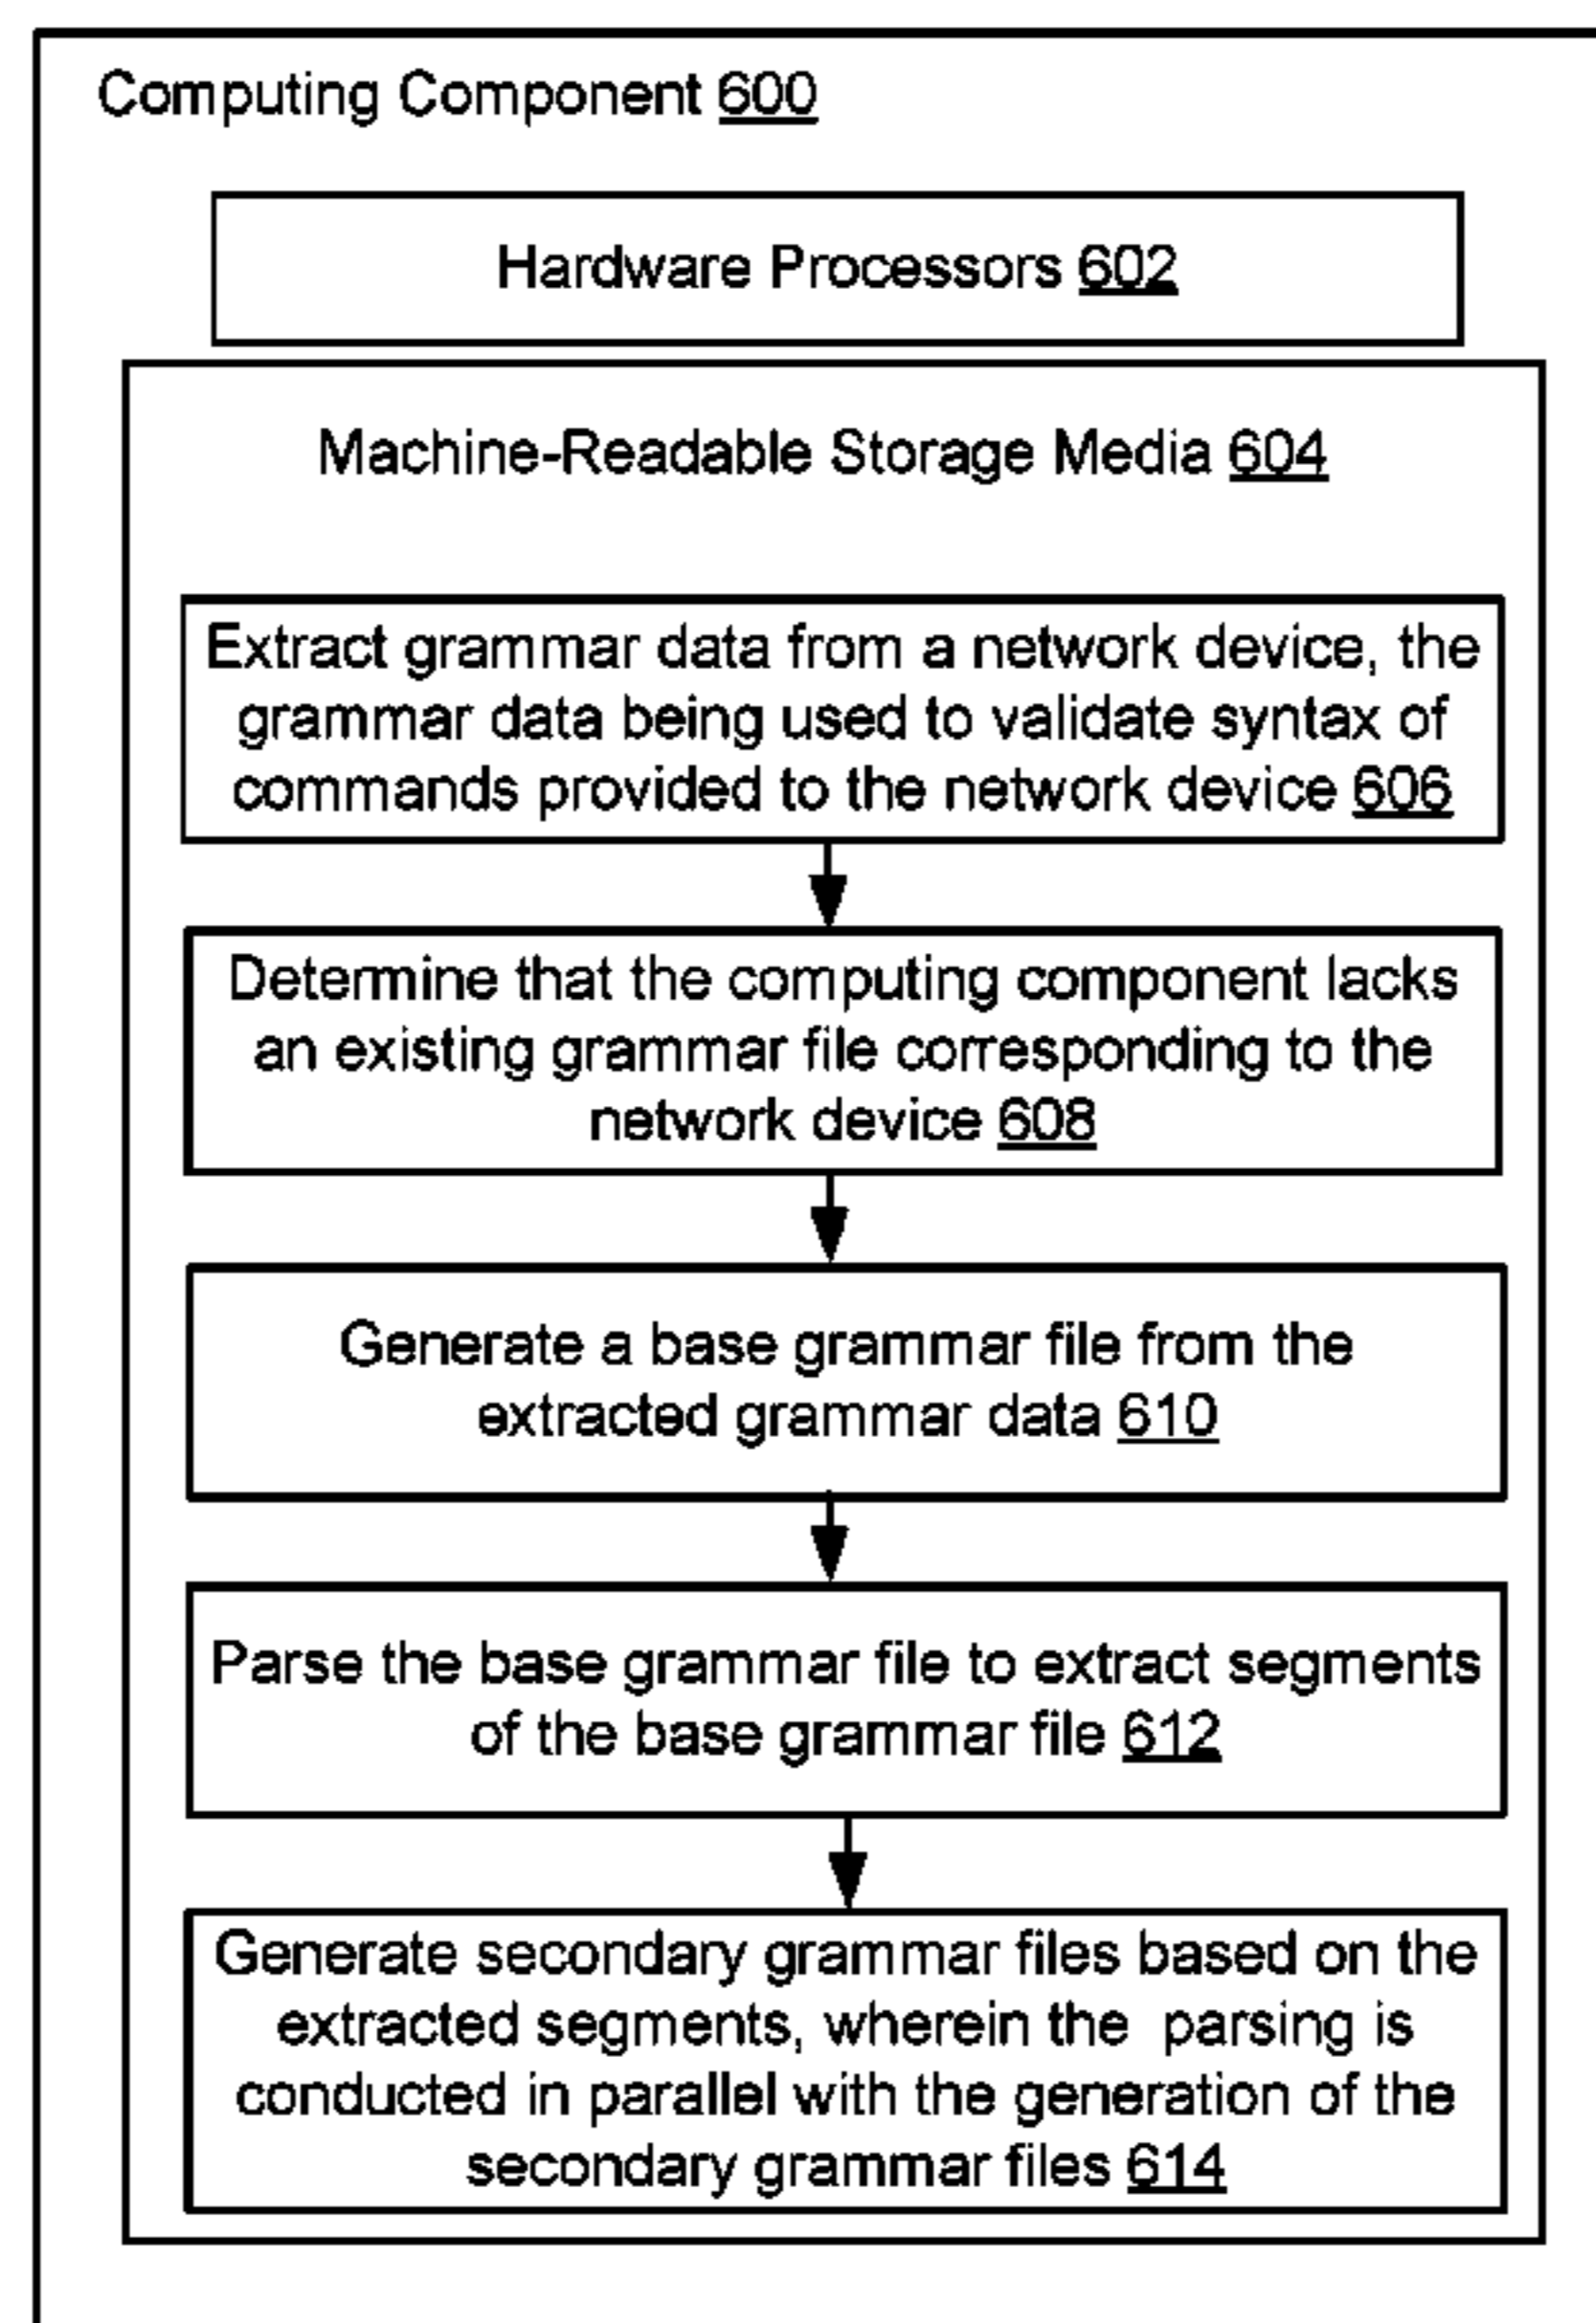 Computing Component 600
Hardware Processors 602
Machine-Readable Storage Media 604
Extract grammar data from a network device, the
grammar data being used to validate syntax of
commands provided to the network device 606
Determine that the computing component lacks
an existing grammar file corresponding to the
network device 608
Generate a base grammar file from the
extracted grammar data 610
Parse the base grammar file to extract segments
of the base grammar file 612
Generate secondary grammar files based on the
extracted segments, wherein the parsing is
conducted in parallel with the generation of the
secondary grammar files 614